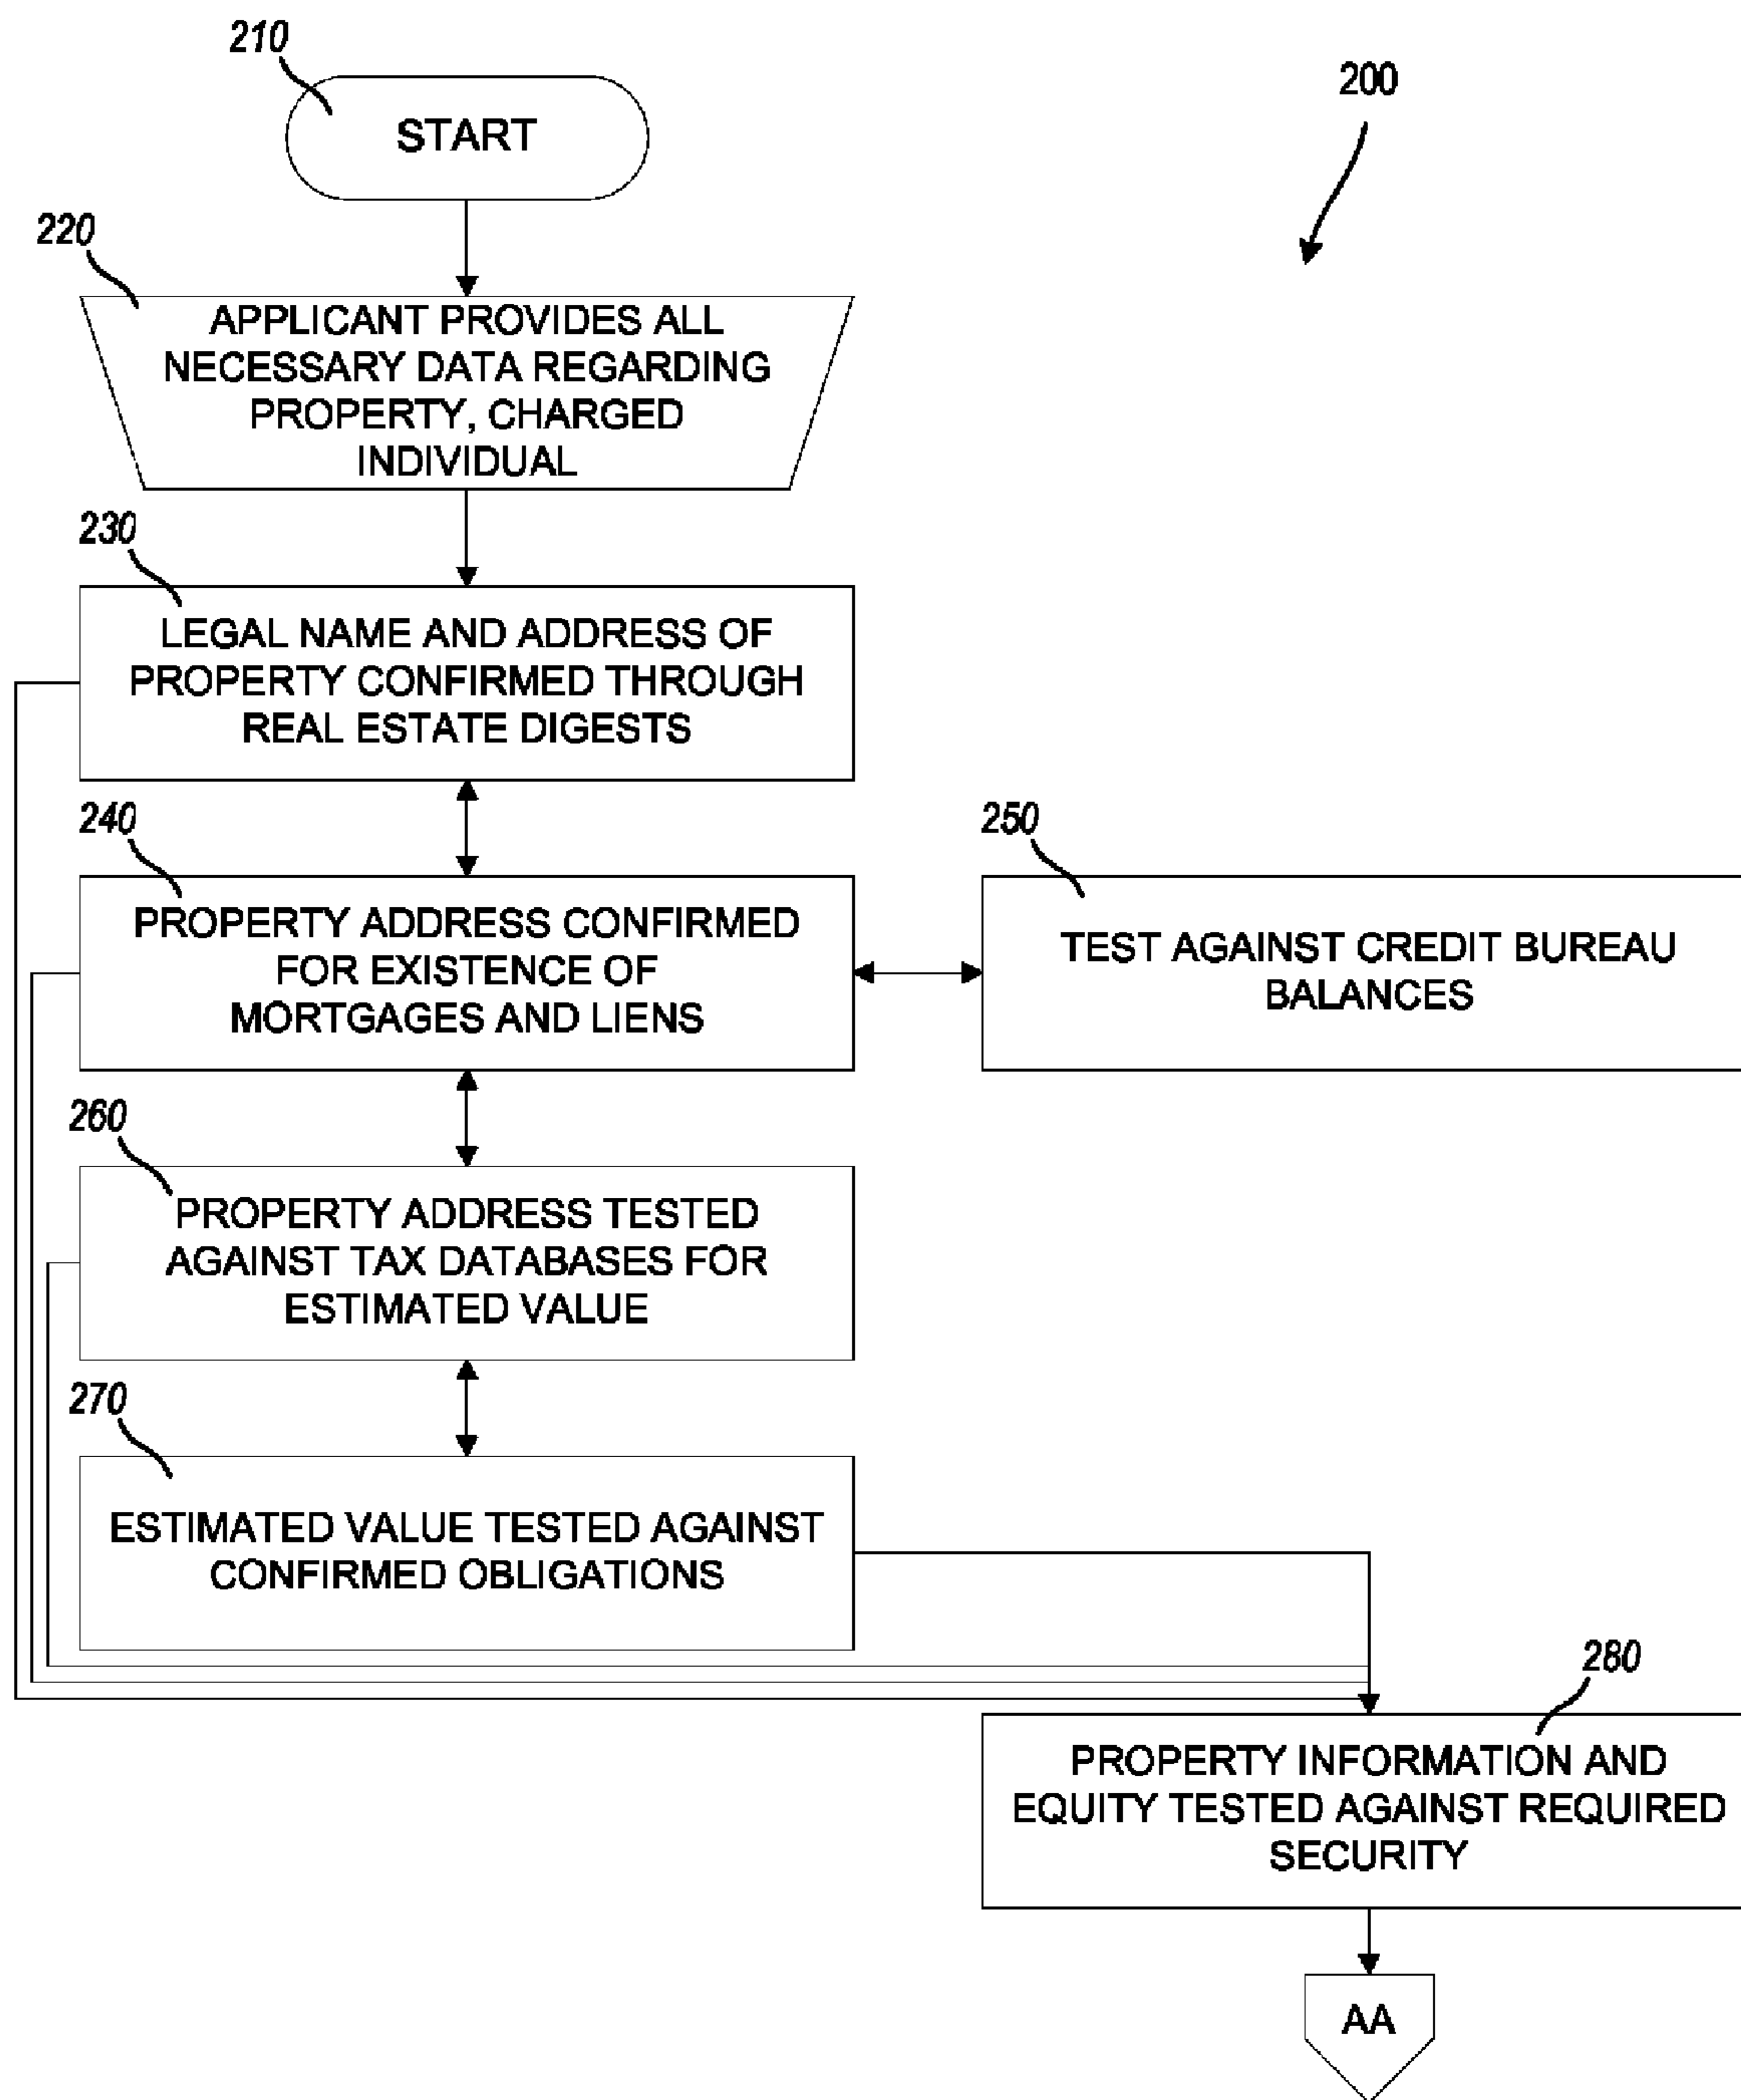 210
START
200
220
APPLICANT PROVIDES ALL
NECESSARY DATA REGARDING
PROPERTY, CHARGED
INDIVIDUAL
230
LEGAL NAME AND ADDRESS OF
PROPERTY CONFIRMED THROUGH
REAL ESTATE DIGESTS
240
PROPERTY ADDRESS CONFIRMED
FOR EXISTENCE OF
MORTGAGES AND LIENS
250
TEST AGAINST CREDIT BUREAU
BALANCES
260
PROPERTY ADDRESS TESTED
AGAINST TAX DATABASES FOR
ESTIMATED VALUE
270
ESTIMATED VALUE TESTED AGAINST
CONFIRMED OBLIGATIONS
280
PROPERTY INFORMATION AND
EQUITY TESTED AGAINST REQUIRED
SECURITY
AA